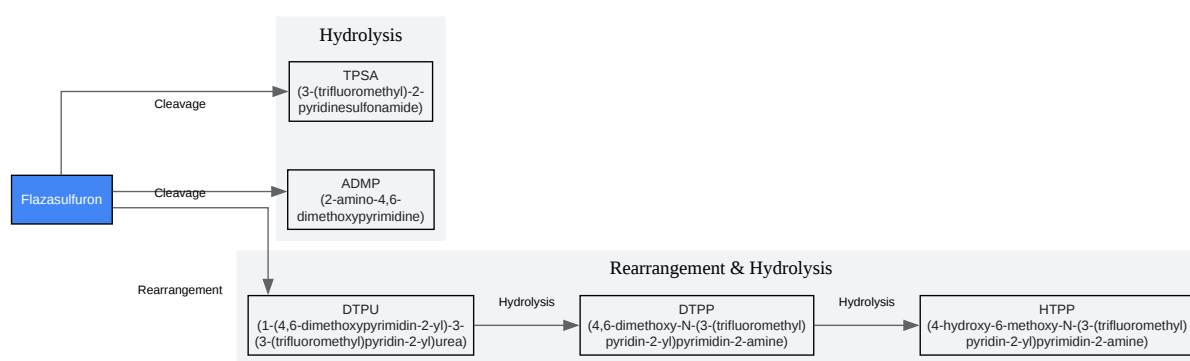 Hydrolysis
TPSA
(3-(trifluoromethyl)-2-
pyridinesulfonamide)
Cleavage
Flazasulfuron
Cleavage
ADMP
(2-amino-4,6-
dimethoxypyrimidine)
Rearrangement & Hydrolysis
Rearrangement
DTPU
(1-(4,6-dimethoxypyrimidin-2-yl)-3-
(3-(trifluoromethyl)pyridin-2-yl)urea)
Hydrolysis
DTPP
(4,6-dimethoxy-N-(3-(trifluoromethyl)
pyridin-2-yl)pyrimidin-2-amine)
Hydrolysis
HTPP
(4-hydroxy-6-methoxy-N-(3-(trifluoromethyl)
pyridin-2-yl)pyrimidin-2-amine)